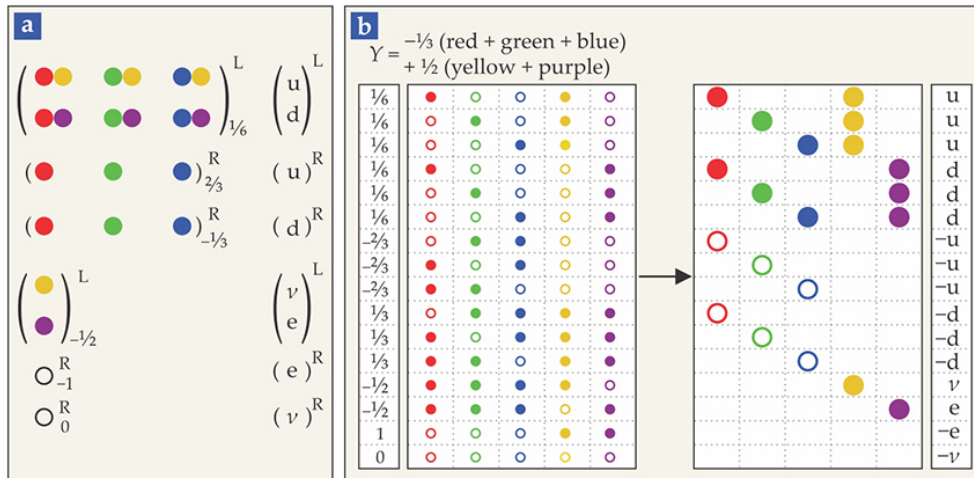 a
L
1/6
( u ) L
d
R
2/3
( u ) R
R
–1/3
( d ) R
L
–1/2
( ν ) L
e
R
–1
( e ) R
R
0
( ν ) R
b
Y = –1/3 (red + green + blue)
+ 1/2 (yellow + purple)
1/6 u
1/6 u
1/6 u
1/6 d
1/6 d
1/6 d
–2/3 –u
–2/3 –u
–2/3 –u
1/3 –d
1/3 –d
1/3 –d
–1/2 ν
–1/2 e
1 –e
0 –ν